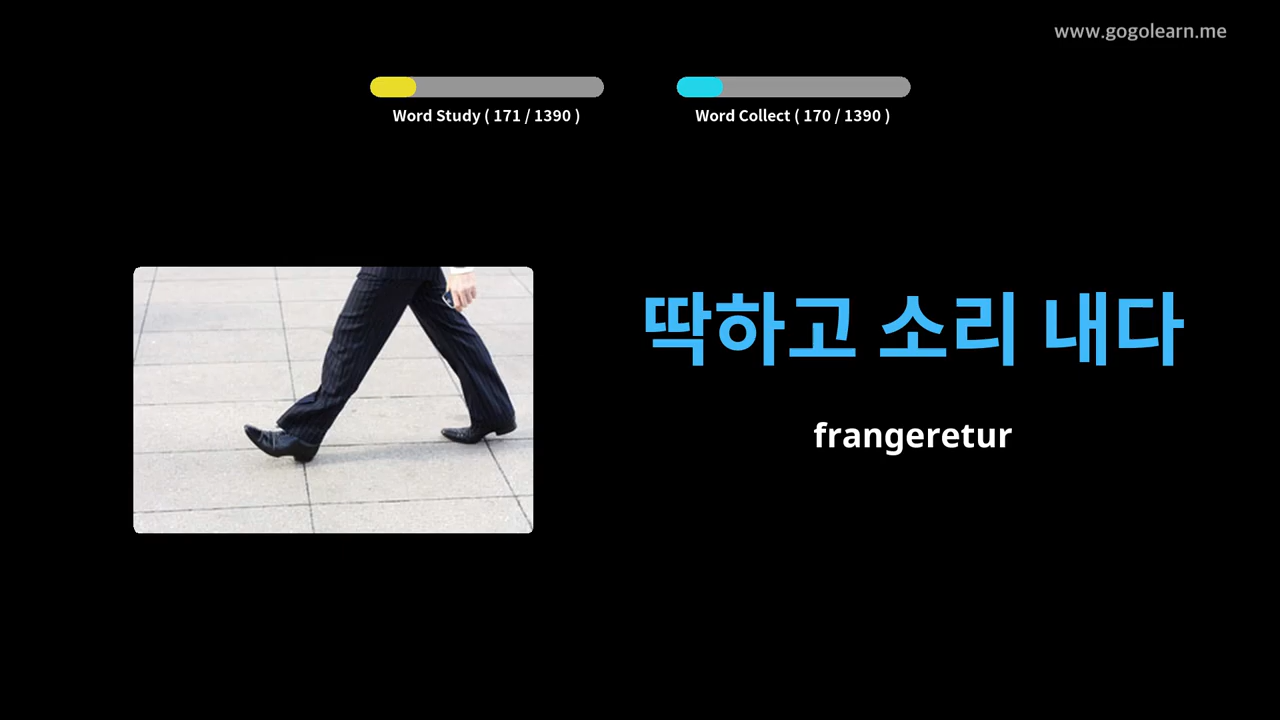 www.gogolearn.me
Word Study ( 171 / 1390 )
Word Collect ( 170 / 1390 )
딱하고 소리 내다
frangeretur